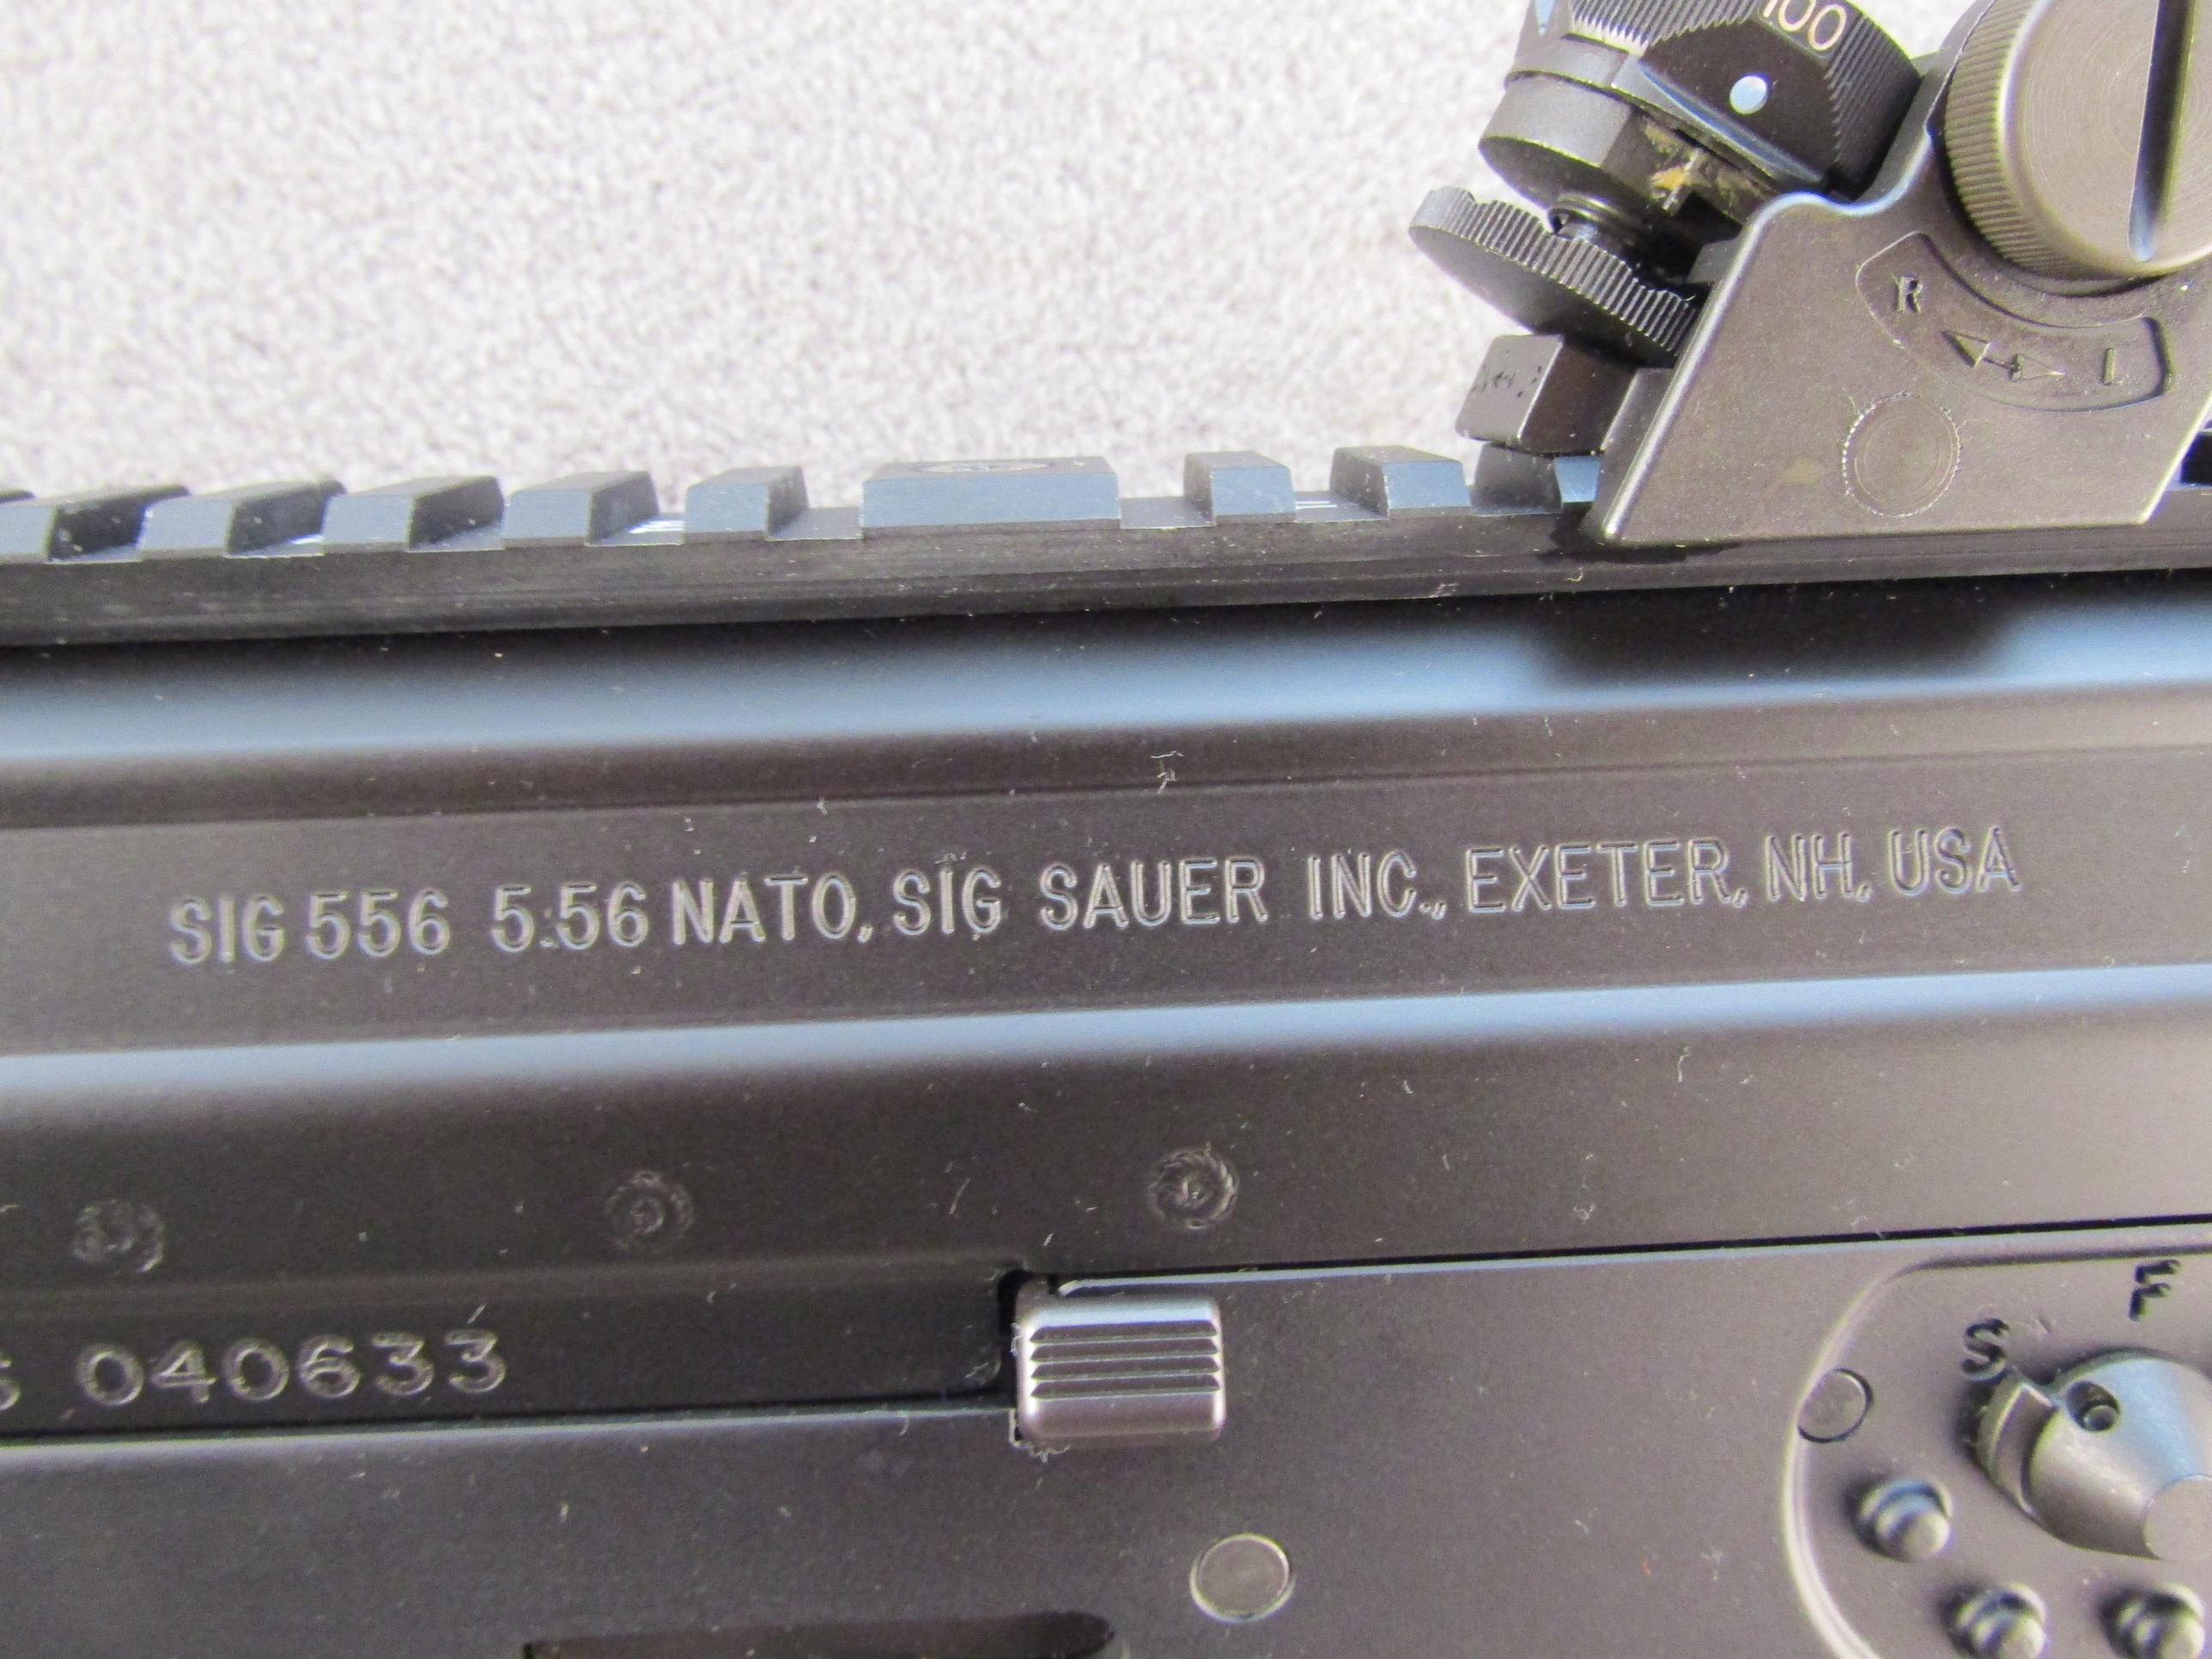 100
R L
SIG 556 5.56 NATO, SIG SAUER INC., EXETER, NH, USA
040633
S F